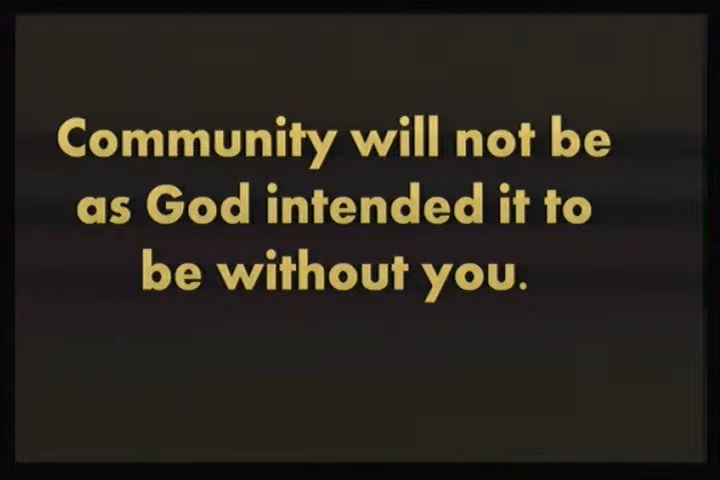 Community will not be
as God intended it to
be without you.